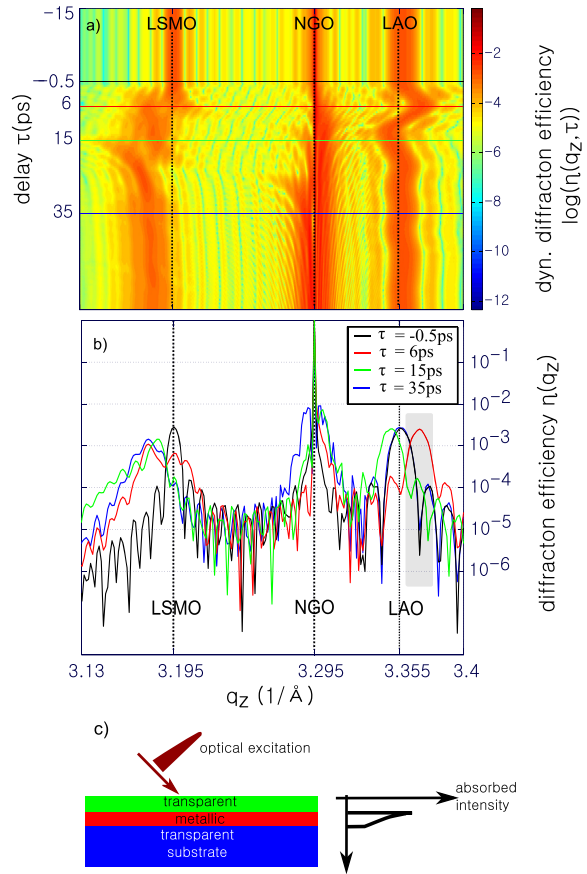 a)
LSMO
NGO
LAO
-15
-0.5
6
15
35
delay τ(ps)
-2
-4
-6
-8
-10
-12
dyn. diffracton efficiency
log(η(qz,τ))
b)
τ = -0.5ps
τ = 6ps
τ = 15ps
τ = 35ps
10-1
10-2
10-3
10-4
10-5
10-6
diffracton efficiency η(qz)
LSMO
NGO
LAO
3.13
3.195
3.295
3.355
3.4
qz (1/Å)
c)
optical excitation
transparent
metallic
transparent
substrate
absorbed
intensity